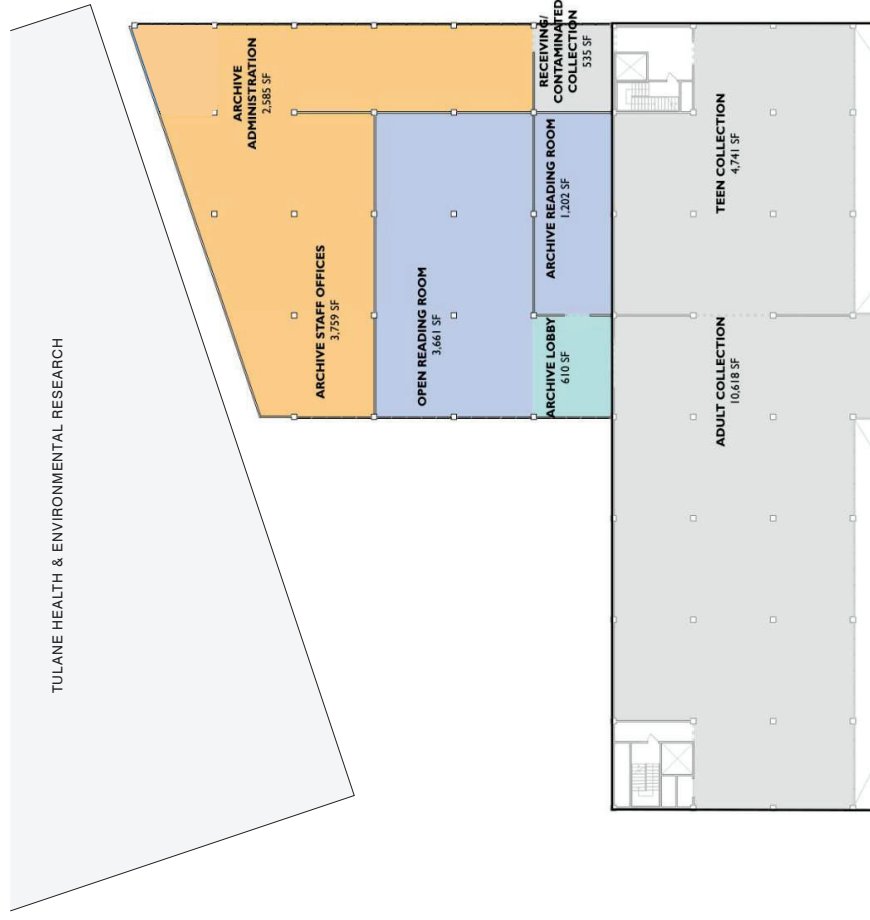 TULANE HEALTH & ENVIRONMENTAL RESEARCH
ARCHIVE
ADMINISTRATION
2,585 SF
ARCHIVE STAFF OFFICES
3,759 SF
OPEN READING ROOM
3,661 SF
RECEIVING/
CONTAMINATED
COLLECTION
535 SF
ARCHIVE READING ROOM
1,202 SF
ARCHIVE LOBBY
610 SF
TEEN COLLECTION
4,741 SF
ADULT COLLECTION
10,618 SF